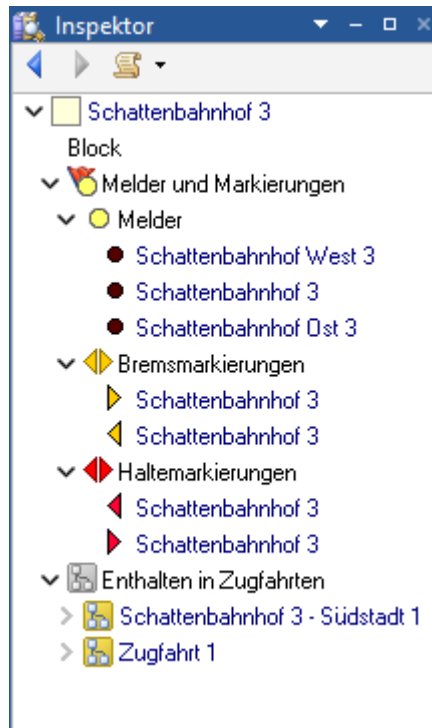 Inspektor
Schattenbahnhof 3
Block
Melder und Markierungen
Melder
Schattenbahnhof West 3
Schattenbahnhof 3
Schattenbahnhof Ost 3
Bremsmarkierungen
Schattenbahnhof 3
Schattenbahnhof 3
Haltemarkierungen
Schattenbahnhof 3
Schattenbahnhof 3
Enthalten in Zugfahrten
Schattenbahnhof 3 - Südstadt 1
Zugfahrt 1